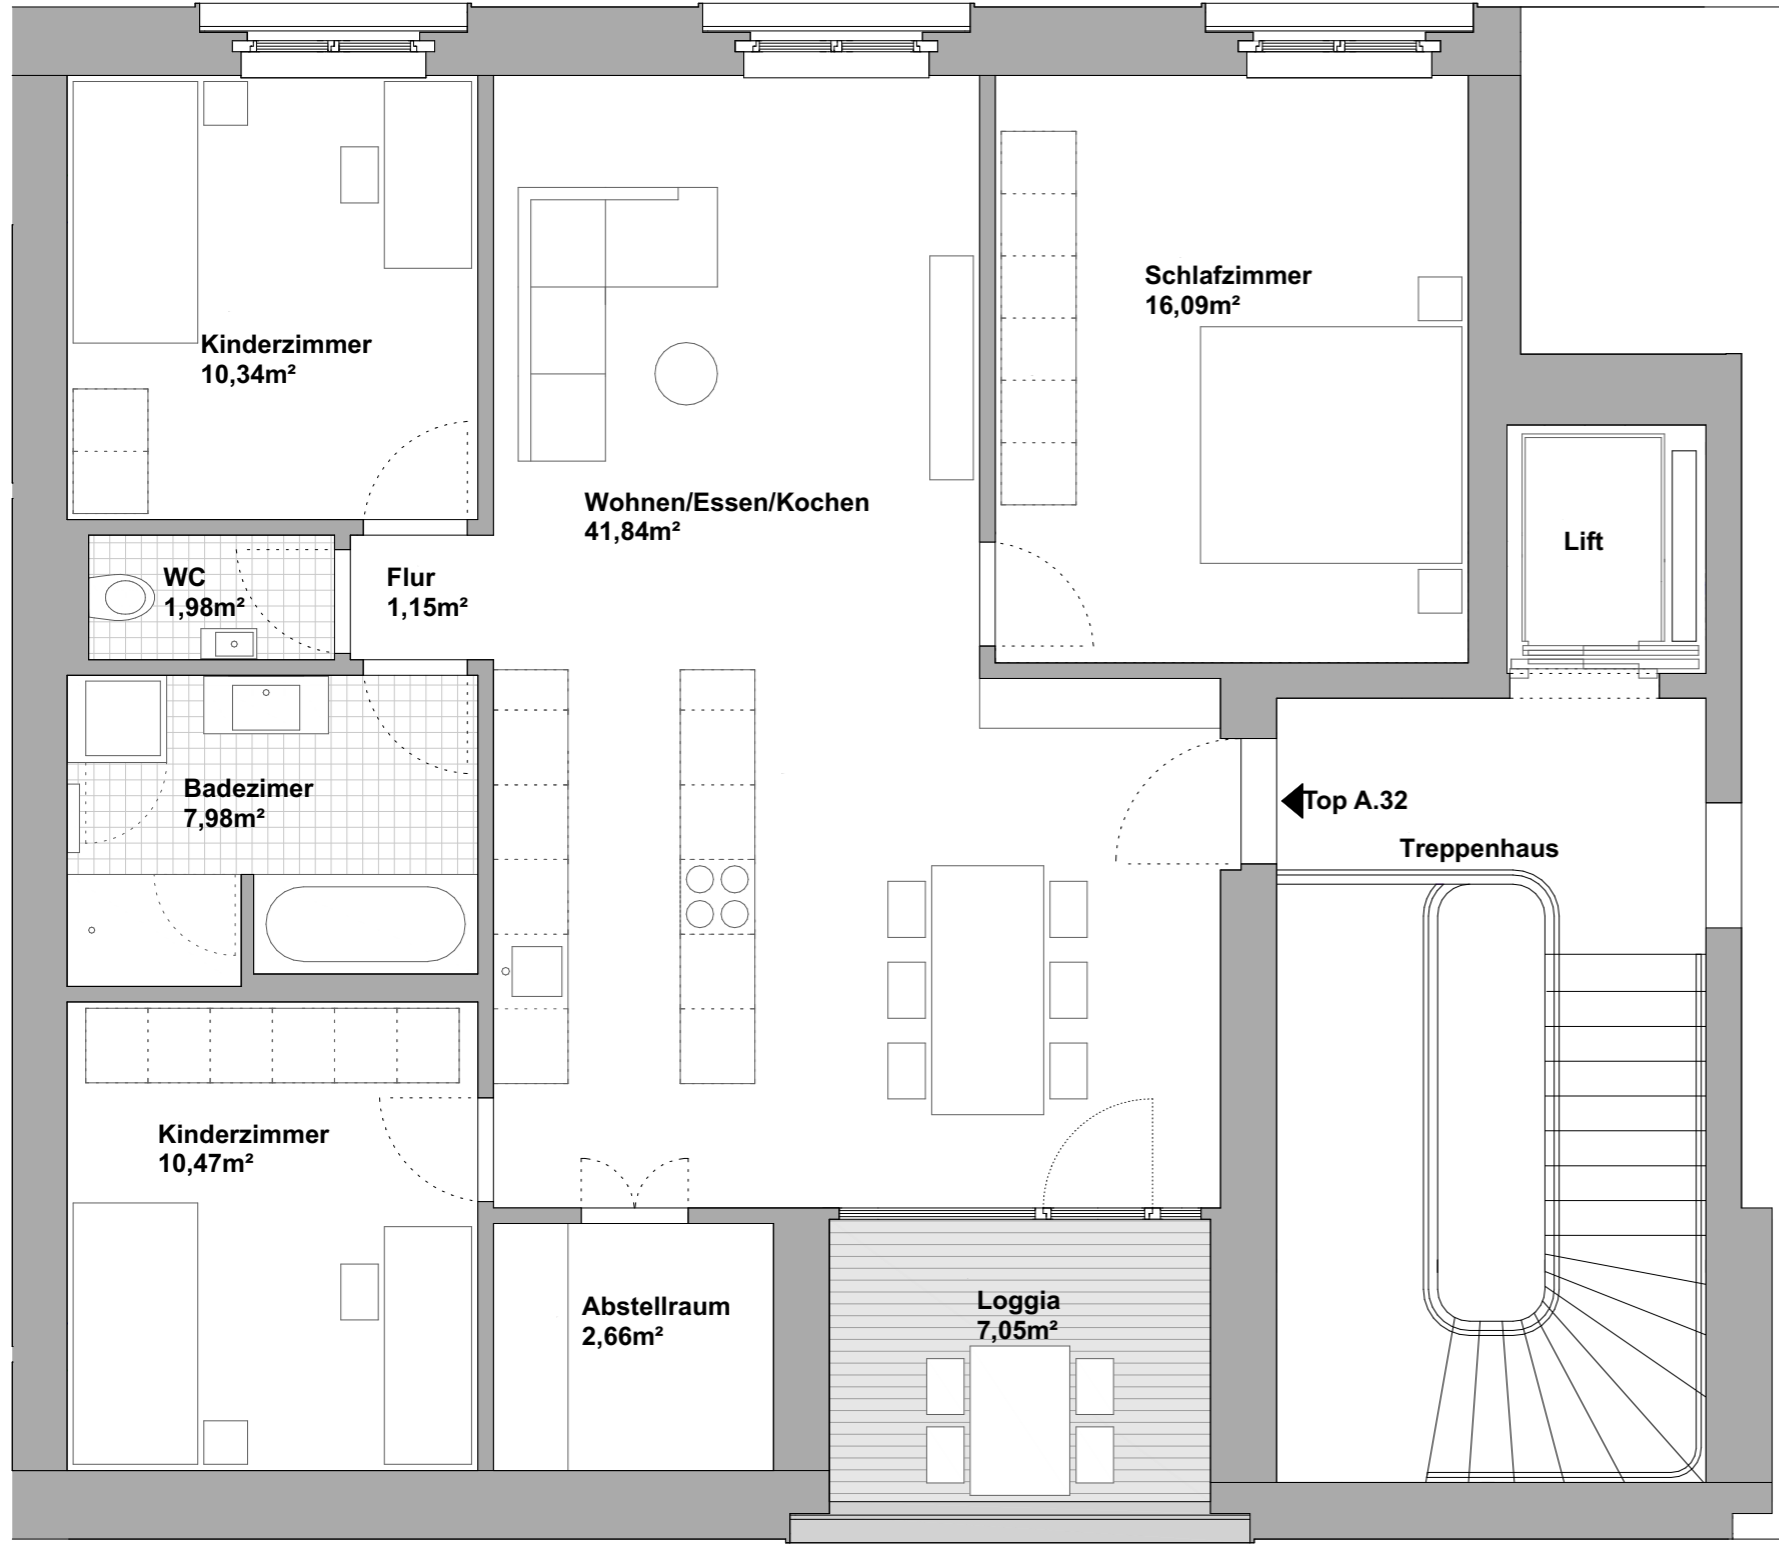 Schlafzimmer
16,09m²
Kinderzimmer
10,34m²
Wohnen/Essen/Kochen
41,84m²
Lift
WC
1,98m²
Flur
1,15m²
Badezimer
7,98m²
Top A.32
Treppenhaus
Kinderzimmer
10,47m²
Abstellraum
2,66m²
Loggia
7,05m²